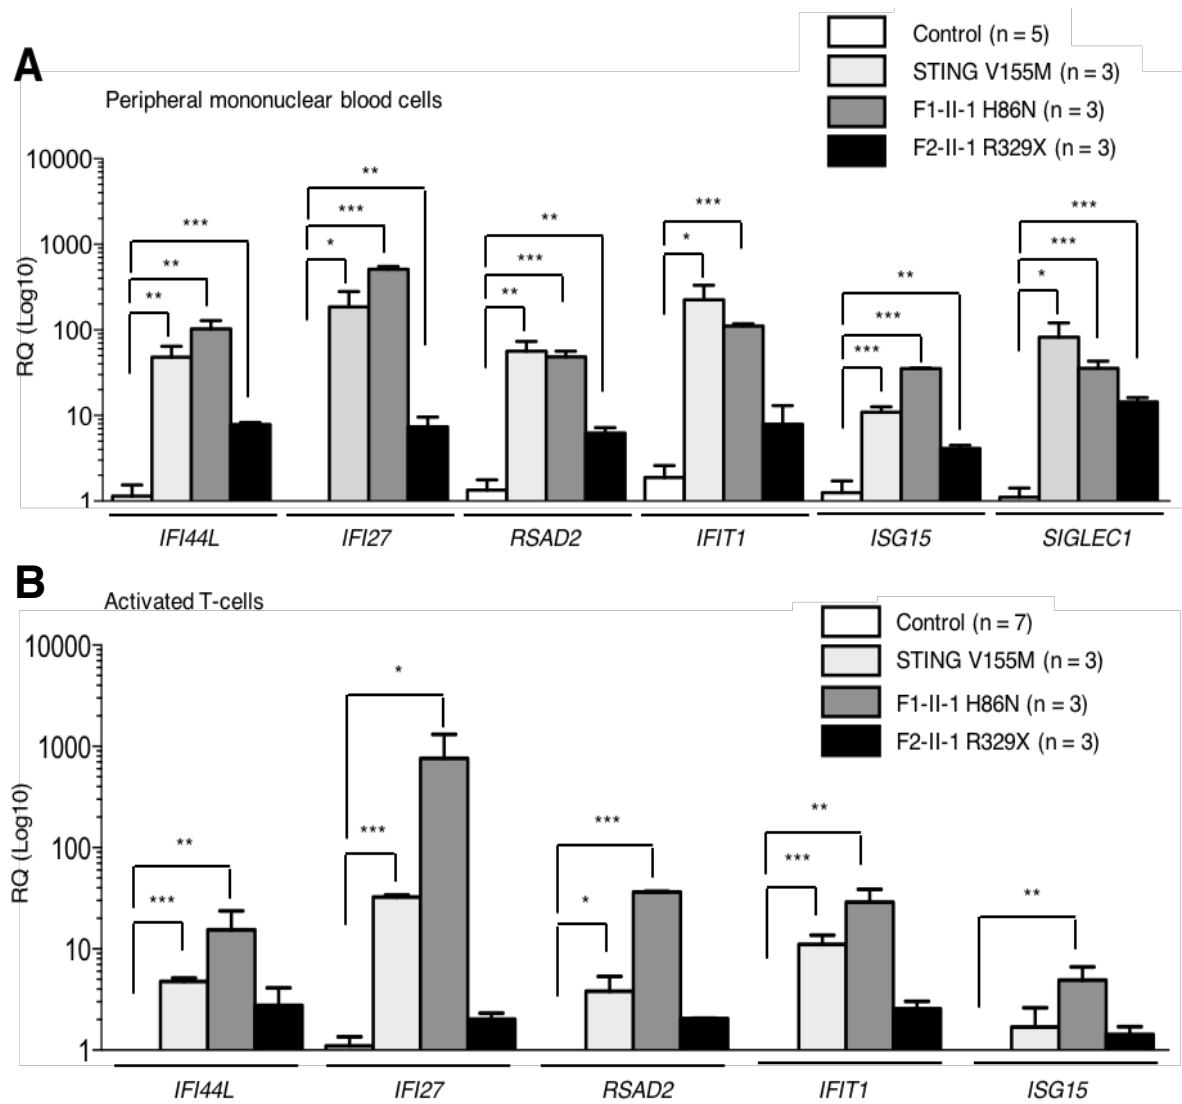 A
Peripheral mononuclear blood cells
Control (n = 5)
STING V155M (n = 3)
F1-II-1 H86N (n = 3)
F2-II-1 R329X (n = 3)
RQ (Log10)
10000
1000
100
10
1
*** ** **
** *** *
** *** **
*** *
** *** ***
*** *** *
IFI44L IFI27 RSAD2 IFIT1 ISG15 SIGLEC1
B
Activated T-cells
Control (n = 7)
STING V155M (n = 3)
F1-II-1 H86N (n = 3)
F2-II-1 R329X (n = 3)
RQ (Log10)
10000
1000
100
10
1
** ***
* ***
*** *
** ***
**
IFI44L IFI27 RSAD2 IFIT1 ISG15